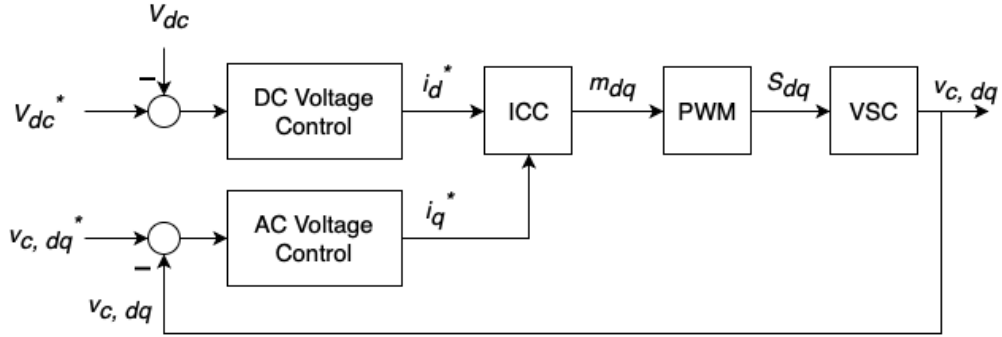 V_dc
−
V_dc*
DC Voltage
Control
i_d*
ICC
m_dq
PWM
S_dq
VSC
v_c, dq
v_c, dq*
−
AC Voltage
Control
i_q*
v_c, dq